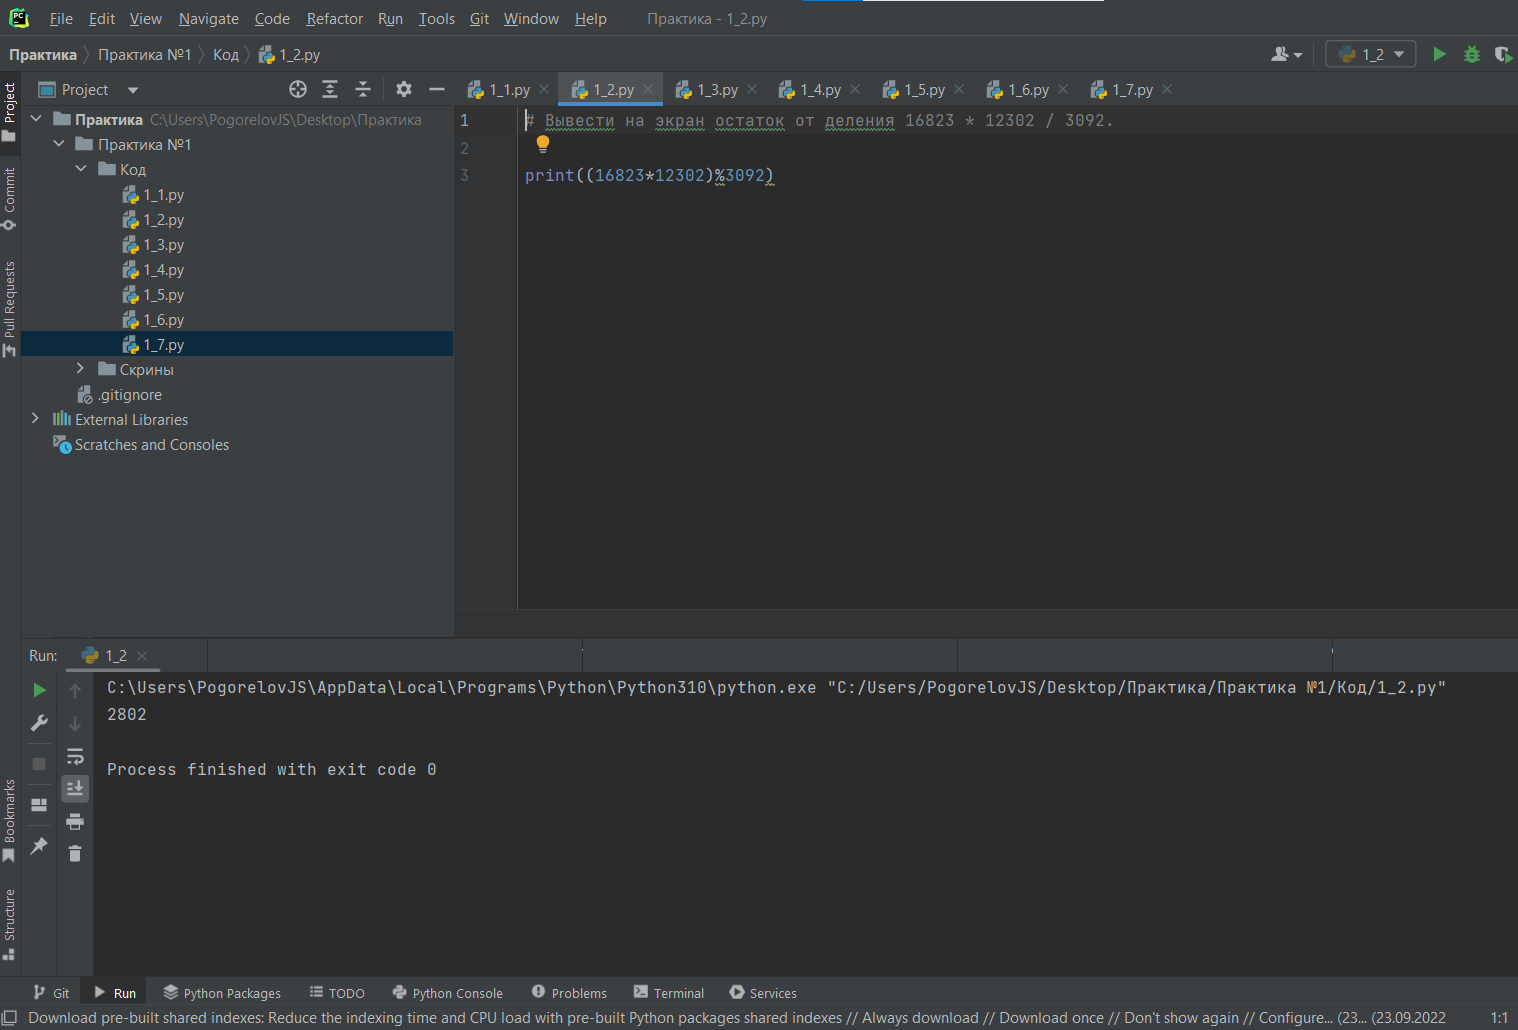 File Edit View Navigate Code Refactor Run Tools Git Window Help Практика - 1_2.py
Практика Практика №1 Код 1_2.py 1_2
Project 1_1.py 1_2.py 1_3.py 1_4.py 1_5.py 1_6.py 1_7.py
Практика C:\Users\PogorelovJS\Desktop\Практика
Практика №1
Код
1_1.py
1_2.py
1_3.py
1_4.py
1_5.py
1_6.py
1_7.py
Скрины
.gitignore
External Libraries
Scratches and Consoles
1 # Вывести на экран остаток от деления 16823 * 12302 / 3092.
2
3 print((16823*12302)%3092)
Project
Commit
Pull Requests
Bookmarks
Structure
Run: 1_2
C:\Users\PogorelovJS\AppData\Local\Programs\Python\Python310\python.exe "C:/Users/PogorelovJS/Desktop/Практика/Практика №1/Код/1_2.py"
2802
Process finished with exit code 0
Git Run Python Packages TODO Python Console Problems Terminal Services
Download pre-built shared indexes: Reduce the indexing time and CPU load with pre-built Python packages shared indexes // Always download // Download once // Don't show again // Configure... (23... (23.09.2022 1:1